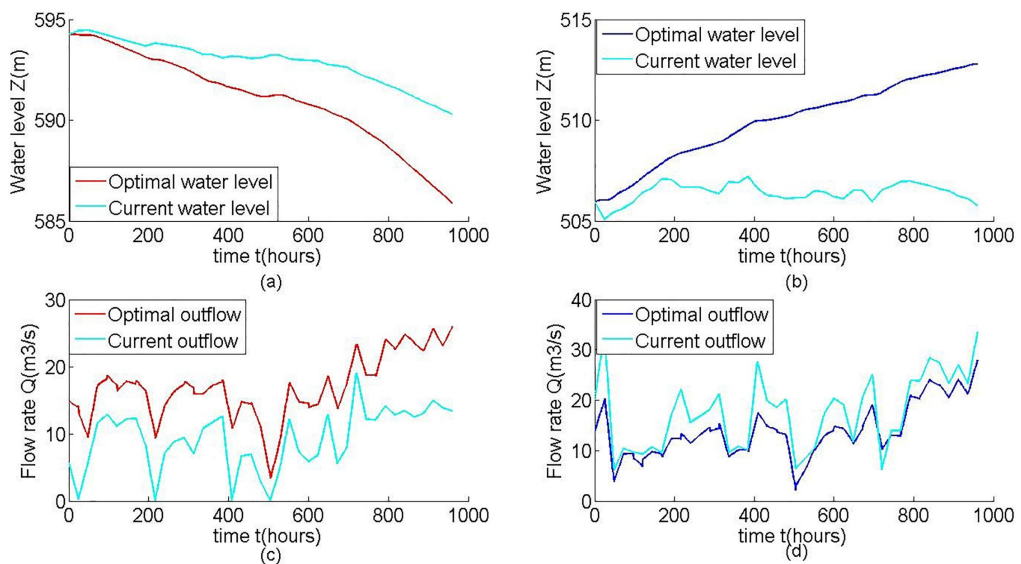 595
590
585
Water level Z(m)
Optimal water level
Current water level
0 200 400 600 800 1000
time t(hours)
(a)
515
510
505
Water level Z(m)
Optimal water level
Current water level
0 200 400 600 800 1000
time t(hours)
(b)
30
20
10
0
Flow rate Q(m3/s)
Optimal outflow
Current outflow
0 200 400 600 800 1000
time t(hours)
(c)
40
30
20
10
0
Flow rate Q(m3/s)
Optimal outflow
Current outflow
0 200 400 600 800 1000
time t(hours)
(d)